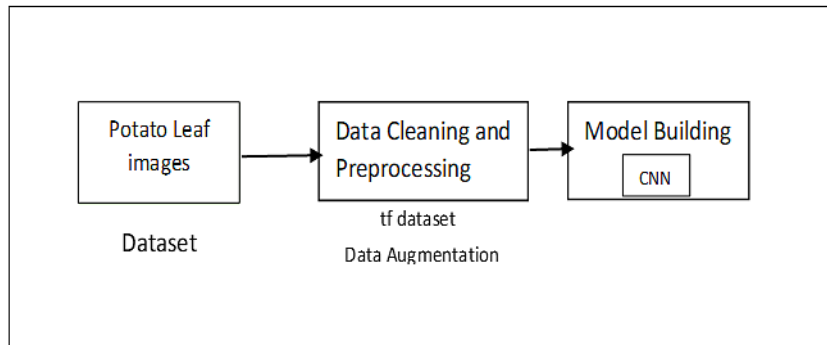 Potato Leaf
images
Dataset
Data Cleaning and
Preprocessing
tf dataset
Data Augmentation
Model Building
CNN